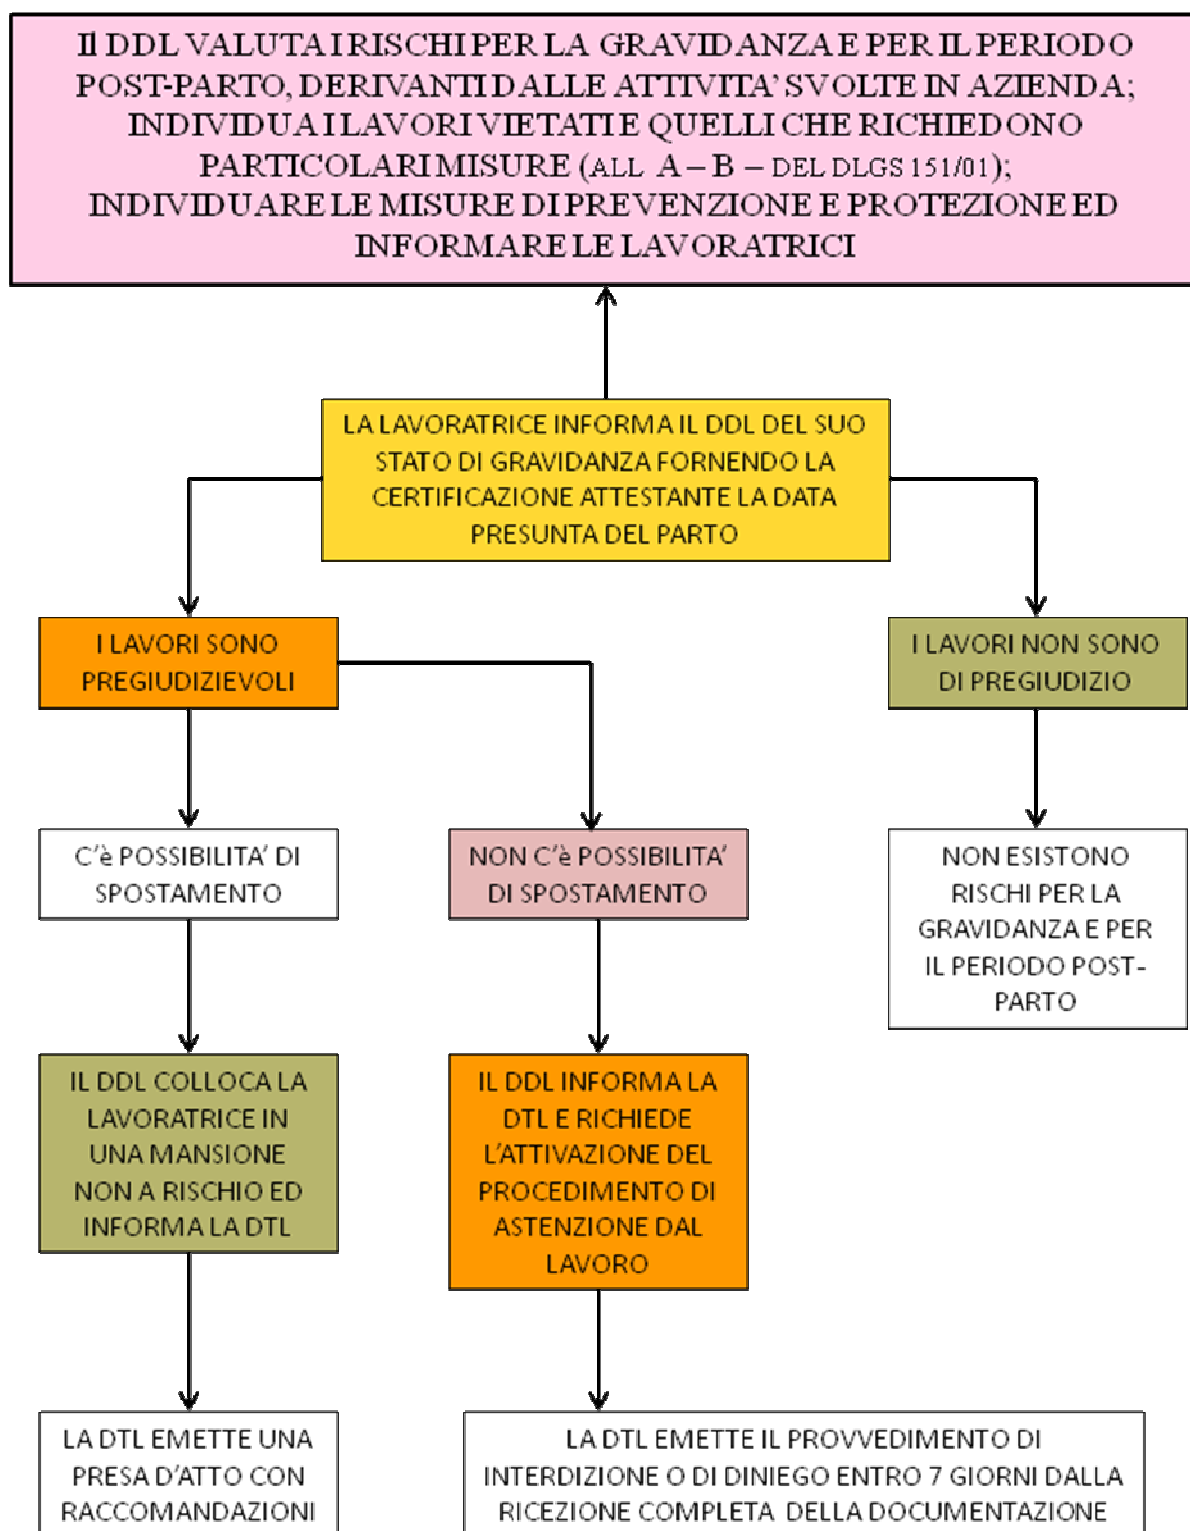 Il DDL VALUTA I RISCHI PER LA GRAVIDANZA E PER IL PERIODO
POST-PARTO, DERIVANTI DALLE ATTIVITA' SVOLTE IN AZIENDA;
INDIVIDUA I LAVORI VIETATI E QUELLI CHE RICHIEDONO
PARTICOLARI MISURE (ALL A – B – DEL DLGS 151/01);
INDIVIDUARE LE MISURE DI PREVENZIONE E PROTEZIONE ED
INFORMARE LE LAVORATRICI
LA LAVORATRICE INFORMA IL DDL DEL SUO
STATO DI GRAVIDANZA FORNENDO LA
CERTIFICAZIONE ATTESTANTE LA DATA
PRESUNTA DEL PARTO
I LAVORI SONO
PREGIUDIZIEVOLI
I LAVORI NON SONO
DI PREGIUDIZIO
C'è POSSIBILITA' DI
SPOSTAMENTO
NON C'è POSSIBILITA'
DI SPOSTAMENTO
NON ESISTONO
RISCHI PER LA
GRAVIDANZA E PER
IL PERIODO POST-
PARTO
IL DDL COLLOCA LA
LAVORATRICE IN
UNA MANSIONE
NON A RISCHIO ED
INFORMA LA DTL
IL DDL INFORMA LA
DTL E RICHIEDE
L'ATTIVAZIONE DEL
PROCEDIMENTO DI
ASTENZIONE DAL
LAVORO
LA DTL EMETTE UNA
PRESA D'ATTO CON
RACCOMANDAZIONI
LA DTL EMETTE IL PROVVEDIMENTO DI
INTERDIZIONE O DI DINIEGO ENTRO 7 GIORNI DALLA
RICEZIONE COMPLETA DELLA DOCUMENTAZIONE